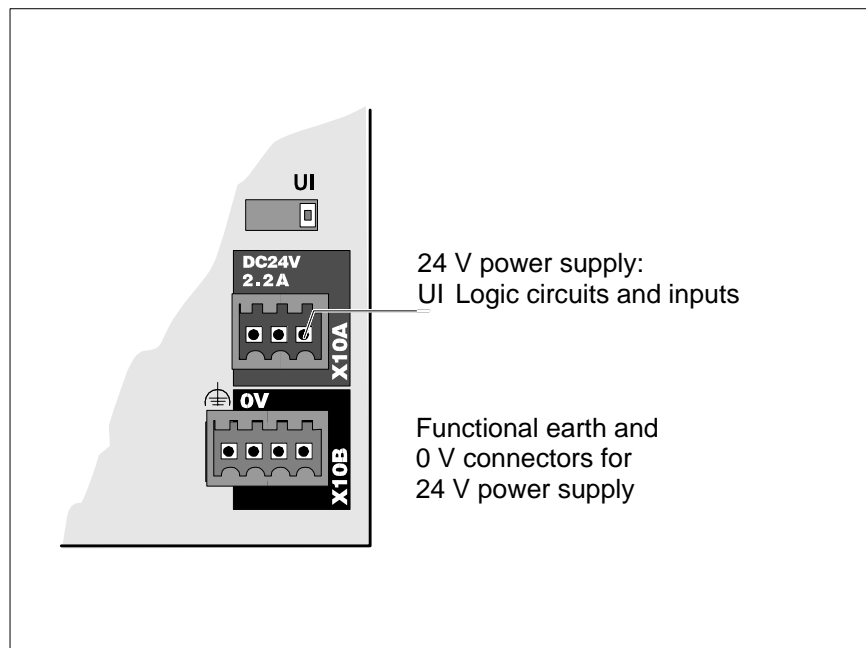 UI
DC24V
2.2A
X10A
24 V power supply:
UI Logic circuits and inputs
0V
X10B
Functional earth and
0 V connectors for
24 V power supply